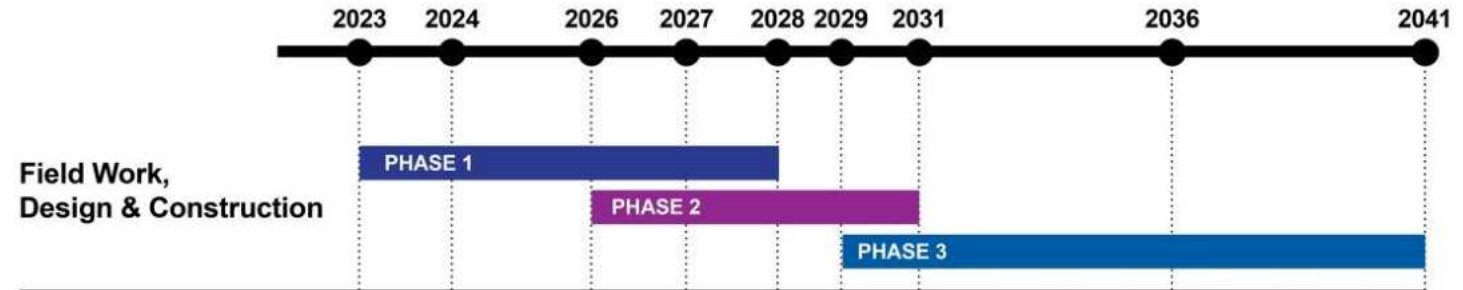 2023 2024 2026 2027 2028 2029 2031 2036 2041
PHASE 1
Field Work,
Design & Construction
PHASE 2
PHASE 3